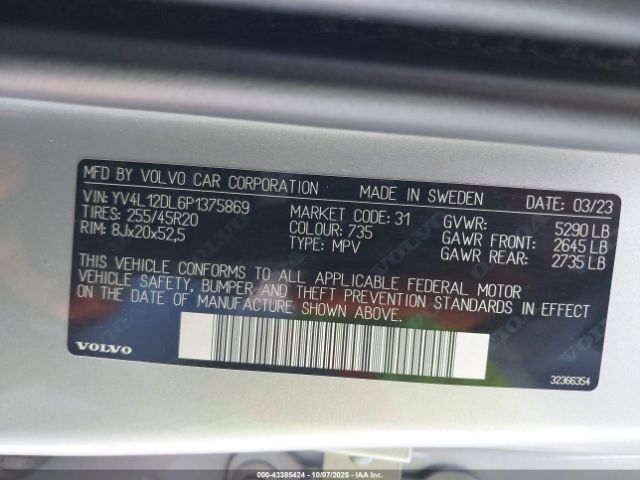 MFD BY VOLVO CAR CORPORATION MADE IN SWEDEN DATE: 03/23
VIN: YV4L12DL6P1375869
TIRES: 255/45R20
RIM: 8Jx20x52,5
MARKET CODE: 31
COLOUR: 735
TYPE: MPV
GVWR: 5290 LB
GAWR FRONT: 2645 LB
GAWR REAR: 2735 LB
THIS VEHICLE CONFORMS TO ALL APPLICABLE FEDERAL MOTOR
VEHICLE SAFETY, BUMPER AND THEFT PREVENTION STANDARDS IN EFFECT
ON THE DATE OF MANUFACTURE SHOWN ABOVE.
VOLVO
32366354
000-43385424 - 10/07/2025 - IAA Inc.